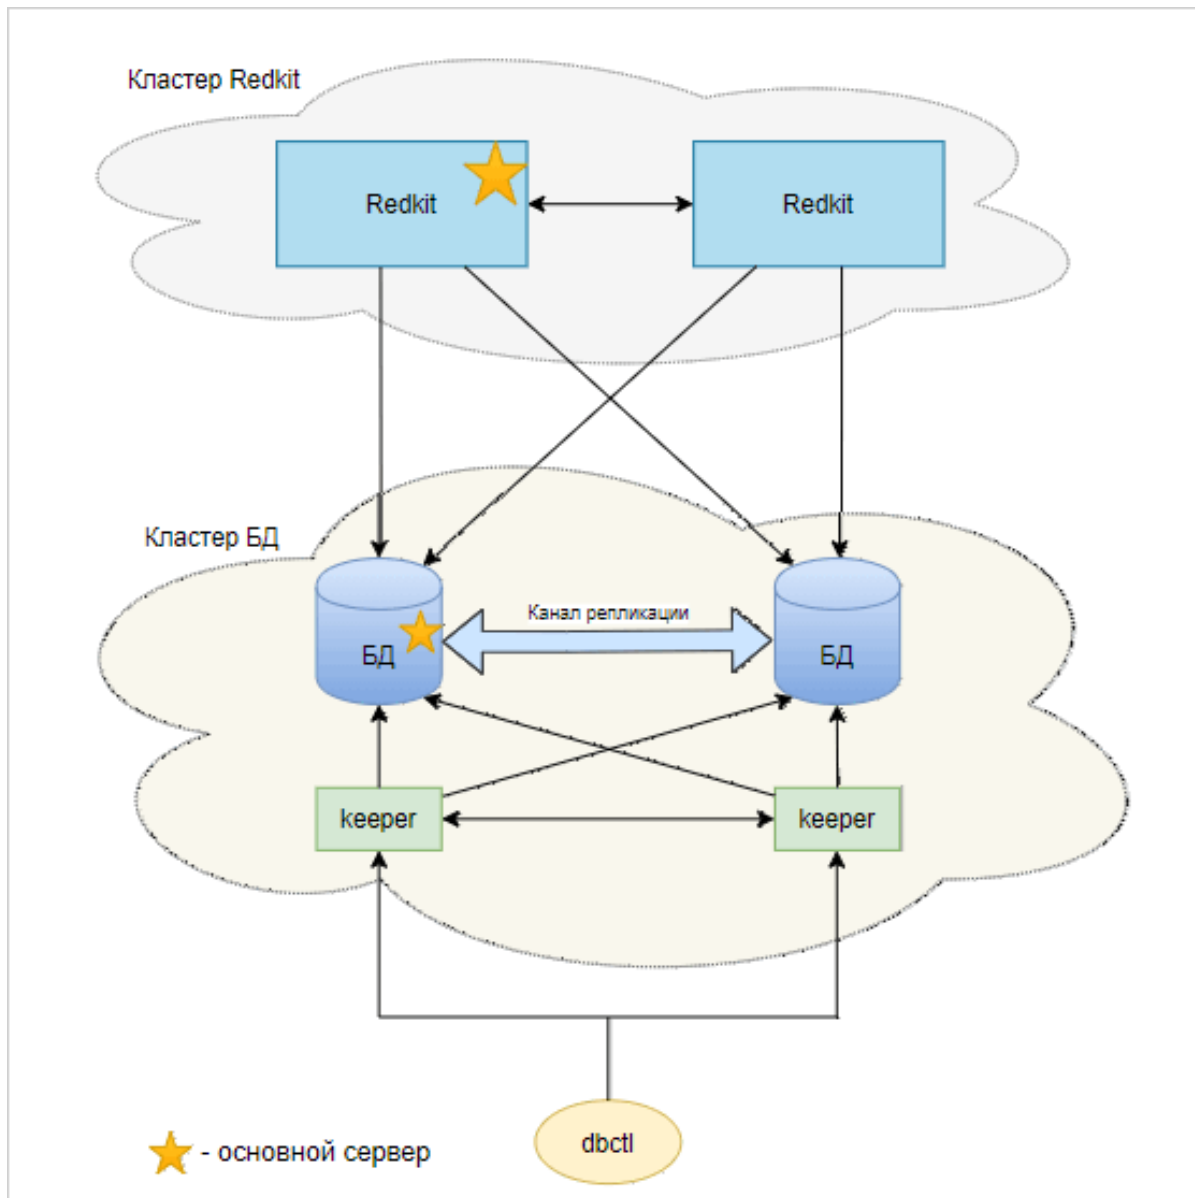 Кластер Redkit
Redkit
Redkit
Кластер БД
Канал репликации
БД
БД
keeper
keeper
dbctl
- основной сервер